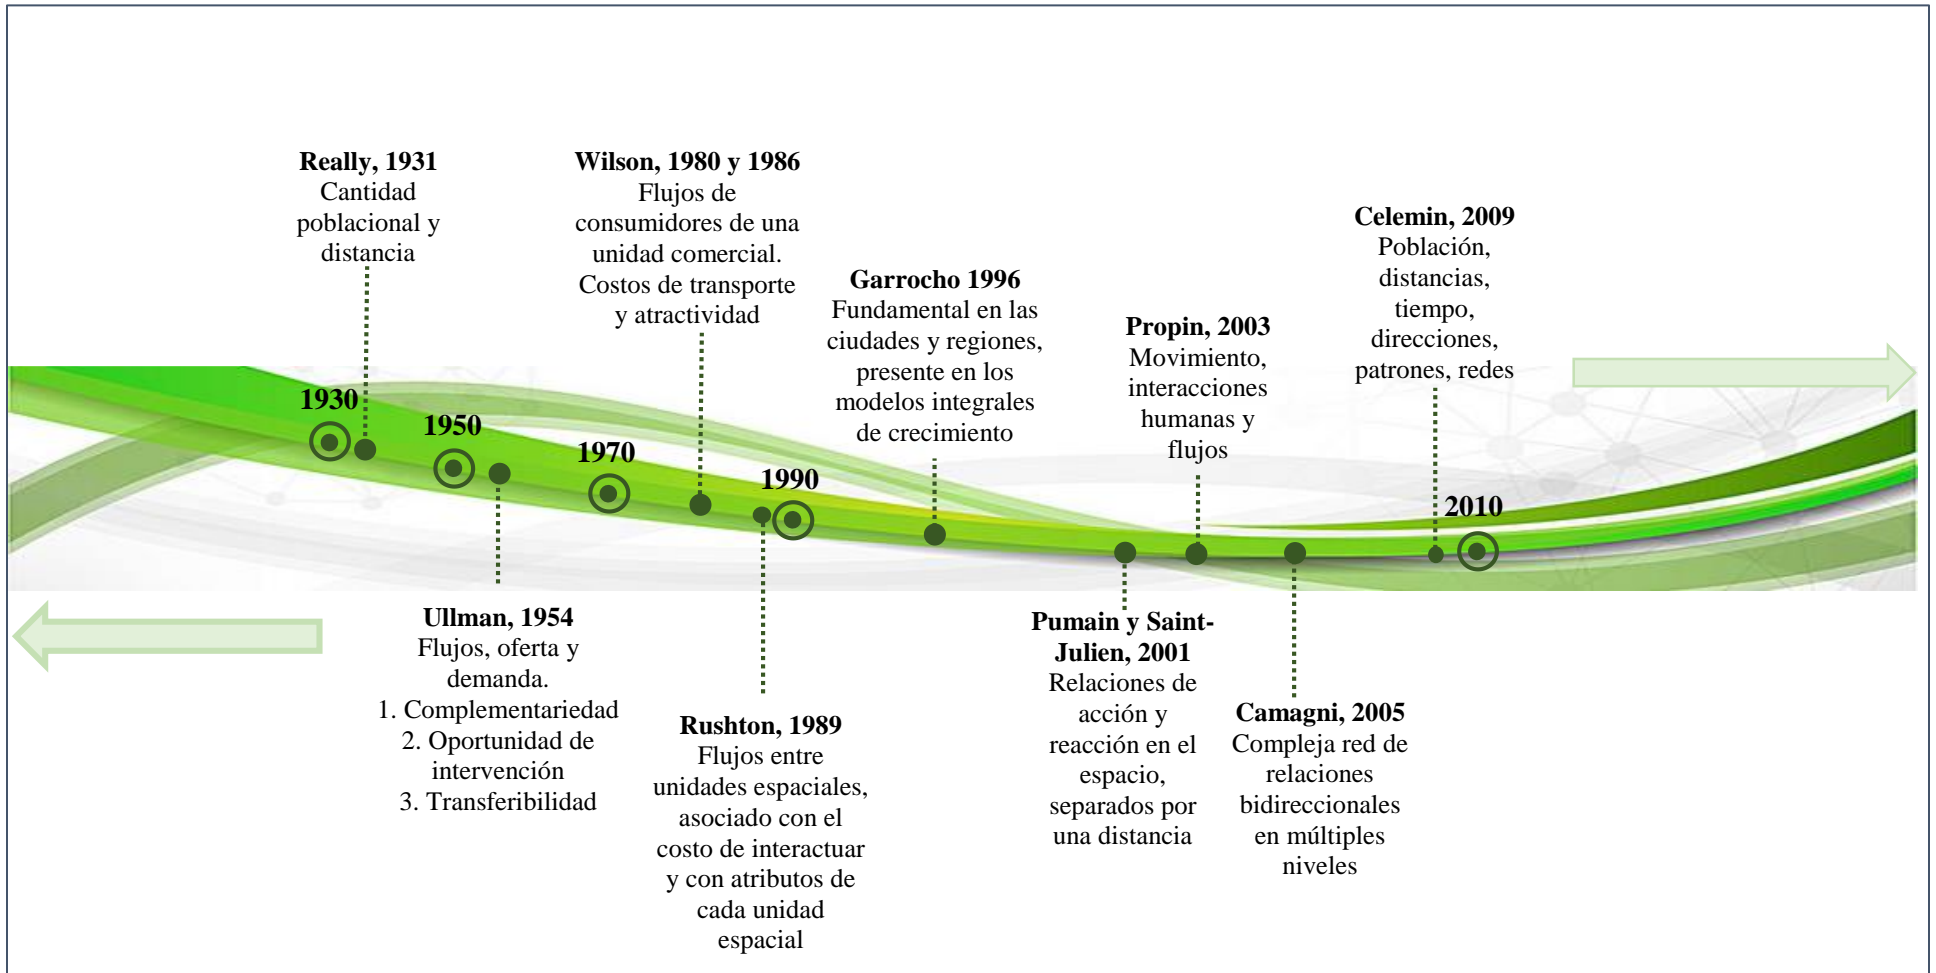 Really, 1931
Cantidad
poblacional y
distancia
Wilson, 1980 y 1986
Flujos de
consumidores de una
unidad comercial.
Costos de transporte
y atractividad
Garrocho 1996
Fundamental en las
ciudades y regiones,
presente en los
modelos integrales
de crecimiento
Propin, 2003
Movimiento,
interacciones
humanas y
flujos
Celemin, 2009
Población,
distancias,
tiempo,
direcciones,
patrones, redes
1930
1950
1970
1990
2010
Ullman, 1954
Flujos, oferta y
demanda.
1. Complementariedad
2. Oportunidad de
intervención
3. Transferibilidad
Rushton, 1989
Flujos entre
unidades espaciales,
asociado con el
costo de interactuar
y con atributos de
cada unidad
espacial
Pumain y Saint-
Julien, 2001
Relaciones de
acción y
reacción en el
espacio,
separados por
una distancia
Camagni, 2005
Compleja red de
relaciones
bidireccionales
en múltiples
niveles